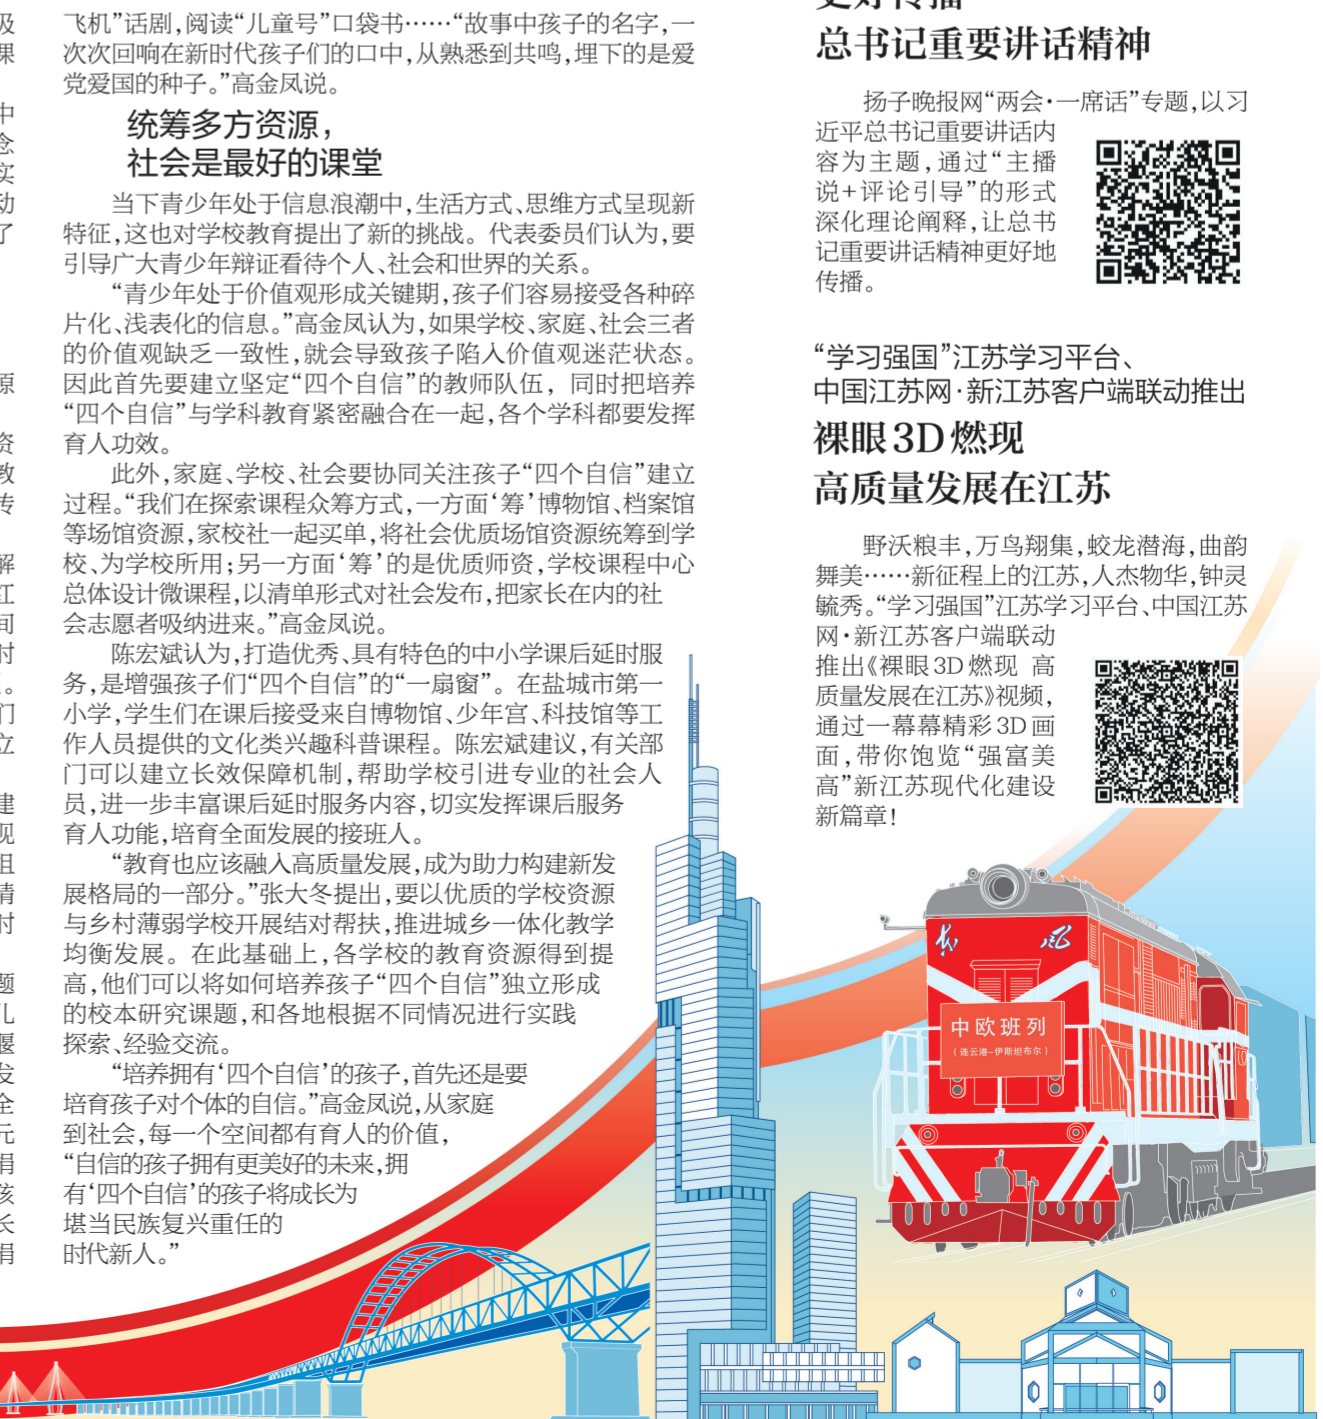 级
课
中
念
实
动
了
原
资
教
传
解
红
间
时
。
们
立
建
现
组
情
时
题
儿
偃
发
全
元
捐
孩
长
捐
飞机”话剧，阅读“儿童号”口袋书……“故事中孩子的名字，一
次次回响在新时代孩子们的口中，从熟悉到共鸣，埋下的是爱
党爱国的种子。”高金凤说。
统筹多方资源，
社会是最好的课堂
当下青少年处于信息浪潮中，生活方式、思维方式呈现新
特征，这也对学校教育提出了新的挑战。代表委员们认为，要
引导广大青少年辩证看待个人、社会和世界的关系。
“青少年处于价值观形成关键期，孩子们容易接受各种碎
片化、浅表化的信息。”高金凤认为，如果学校、家庭、社会三者
的价值观缺乏一致性，就会导致孩子陷入价值观迷茫状态。
因此首先要建立坚定“四个自信”的教师队伍，同时把培养
“四个自信”与学科教育紧密融合在一起，各个学科都要发挥
育人功效。
此外，家庭、学校、社会要协同关注孩子“四个自信”建立
过程。“我们在探索课程众筹方式，一方面‘筹’博物馆、档案馆
等场馆资源，家校社一起买单，将社会优质场馆资源统筹到学
校、为学校所用；另一方面‘筹’的是优质师资，学校课程中心
总体设计微课程，以清单形式对社会发布，把家长在内的社
会志愿者吸纳进来。”高金凤说。
陈宏斌认为，打造优秀、具有特色的中小学课后延时服
务，是增强孩子们“四个自信”的“一扇窗”。在盐城市第一
小学，学生们在课后接受来自博物馆、少年宫、科技馆等工
作人员提供的文化类兴趣科普课程。陈宏斌建议，有关部
门可以建立长效保障机制，帮助学校引进专业的社会人
员，进一步丰富课后延时服务内容，切实发挥课后服务
育人功能，培育全面发展的接班人。
“教育也应该融入高质量发展，成为助力构建新发
展格局的一部分。”张大冬提出，要以优质的学校资源
与乡村薄弱学校开展结对帮扶，推进城乡一体化教学
均衡发展。在此基础上，各学校的教育资源得到提
高，他们可以将如何培养孩子“四个自信”独立形成
的校本研究课题，和各地根据不同情况进行实践
探索、经验交流。
“培养拥有‘四个自信’的孩子，首先还是要
培育孩子对个体的自信。”高金凤说，从家庭
到社会，每一个空间都有育人的价值，
“自信的孩子拥有更美好的未来，拥
有‘四个自信’的孩子将成长为
堪当民族复兴重任的
时代新人。”
更好传播
总书记重要讲话精神
扬子晚报网“两会·一席话”专题，以习
近平总书记重要讲话内
容为主题，通过“主播
说+评论引导”的形式
深化理论阐释，让总书
记重要讲话精神更好地
传播。
“学习强国”江苏学习平台、
中国江苏网·新江苏客户端联动推出
裸眼3D燃现
高质量发展在江苏
野沃粮丰，万鸟翔集，蛟龙潜海，曲韵
舞美……新征程上的江苏，人杰物华，钟灵
毓秀。“学习强国”江苏学习平台、中国江苏
网·新江苏客户端联动
推出《裸眼3D燃现 高
质量发展在江苏》视频，
通过一幕幕精彩3D画
面，带你饱览“强富美
高”新江苏现代化建设
新篇章！
东 风
中欧班列
（连云港-伊斯坦布尔）